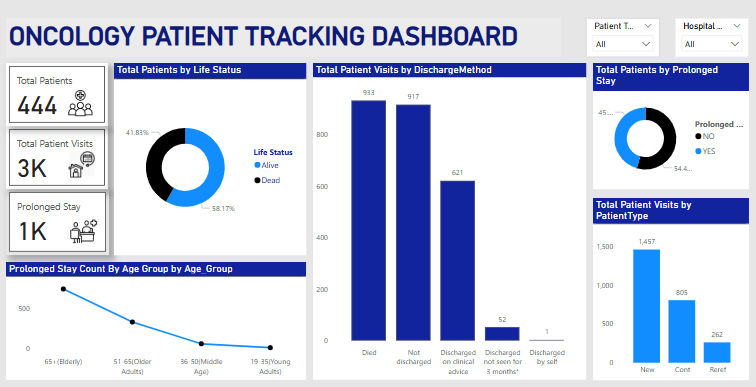 ONCOLOGY PATIENT TRACKING DASHBOARD
Patient T...
All
Hospital ...
All
Total Patients
444
Total Patient Visits
3K
Prolonged Stay
1K
Total Patients by Life Status
41.83%
58.17%
Life Status
Alive
Dead
Total Patient Visits by DischargeMethod
800
600
400
200
0
933
917
621
52
1
Died
Not
discharged
Discharged
on clinical
advice
Discharged
not seen for
3 months*
Discharged
by self
Total Patients by Prolonged
Stay
45....
54.4...
Prolonged ...
NO
YES
Total Patient Visits by
PatientType
1,500
1,000
500
0
1,457
805
262
New
Cont
Reref
Prolonged Stay Count By Age Group by Age_Group
500
0
65+(Elderly)
51-65(Older
Adults)
36-50(Middle
Age)
19-35(Young
Adults)